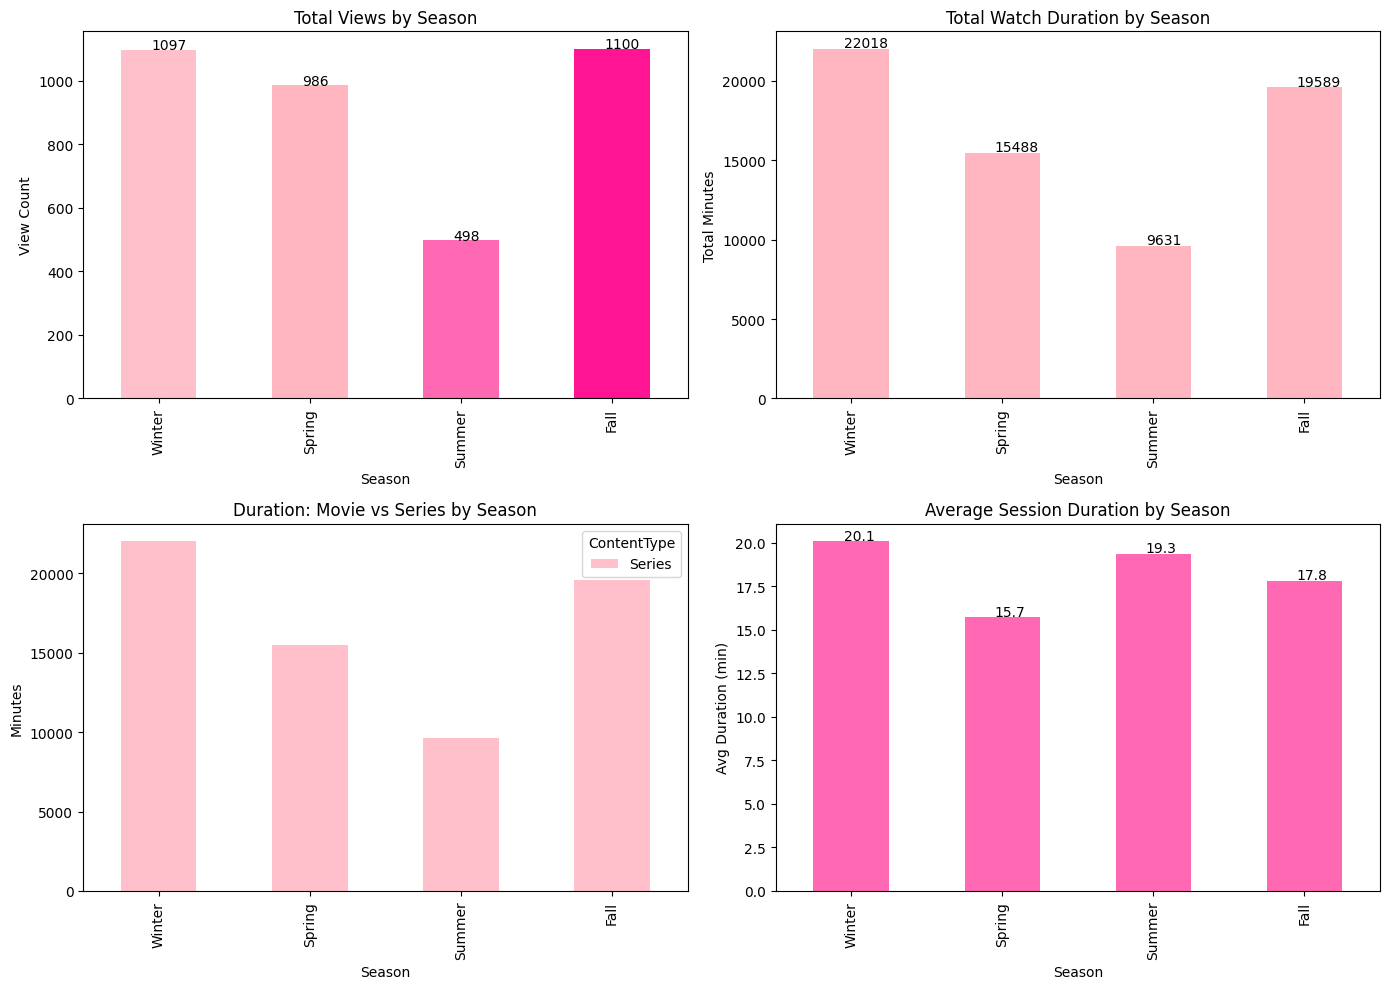 Total Views by Season
View Count
1000
800
600
400
200
0
1097
986
498
1100
Winter
Spring
Summer
Fall
Season
Total Watch Duration by Season
Total Minutes
20000
15000
10000
5000
0
22018
15488
9631
19589
Winter
Spring
Summer
Fall
Season
Duration: Movie vs Series by Season
Minutes
20000
15000
10000
5000
0
ContentType
Series
Winter
Spring
Summer
Fall
Season
Average Session Duration by Season
Avg Duration (min)
20.0
17.5
15.0
12.5
10.0
7.5
5.0
2.5
0.0
20.1
15.7
19.3
17.8
Winter
Spring
Summer
Fall
Season